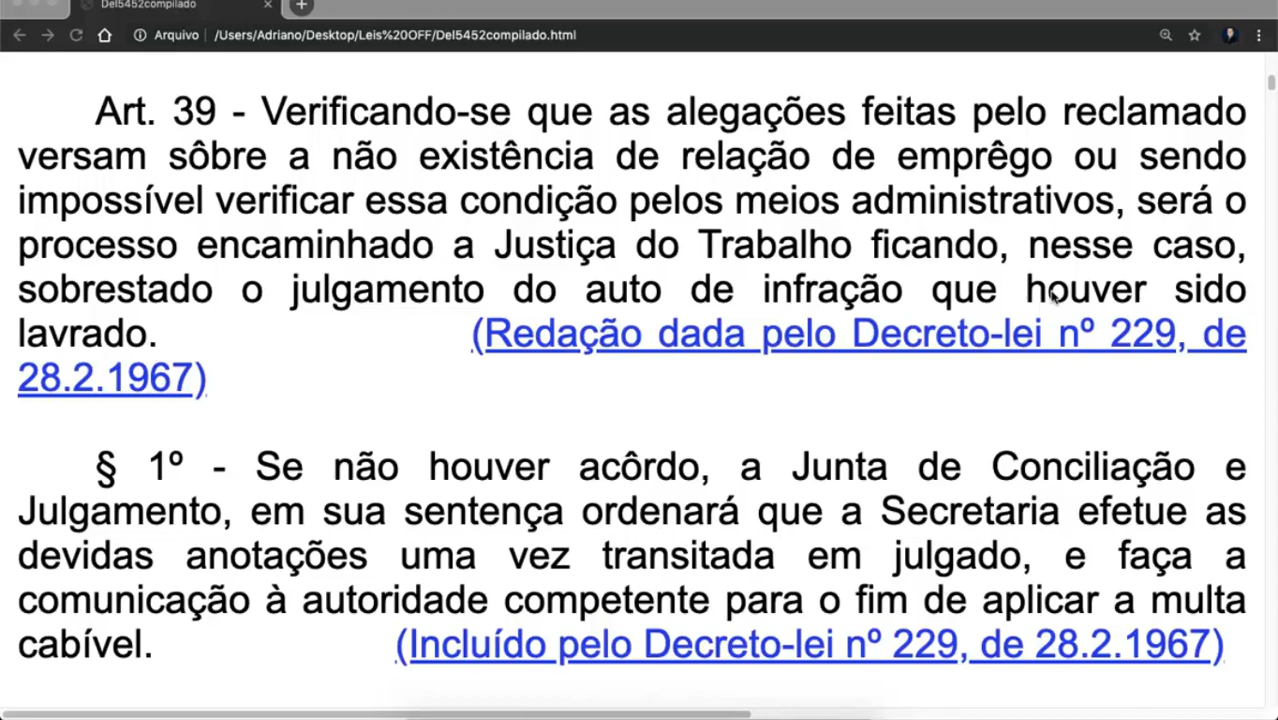 Del5452compilado
Arquivo /Users/Adriano/Desktop/Leis%20OFF/Del5452compilado.html
Art. 39 - Verificando-se que as alegações feitas pelo reclamado
versam sôbre a não existência de relação de emprêgo ou sendo
impossível verificar essa condição pelos meios administrativos, será o
processo encaminhado a Justiça do Trabalho ficando, nesse caso,
sobrestado o julgamento do auto de infração que houver sido
lavrado. (Redação dada pelo Decreto-lei nº 229, de
28.2.1967)
§ 1º - Se não houver acôrdo, a Junta de Conciliação e
Julgamento, em sua sentença ordenará que a Secretaria efetue as
devidas anotações uma vez transitada em julgado, e faça a
comunicação à autoridade competente para o fim de aplicar a multa
cabível. (Incluído pelo Decreto-lei nº 229, de 28.2.1967)